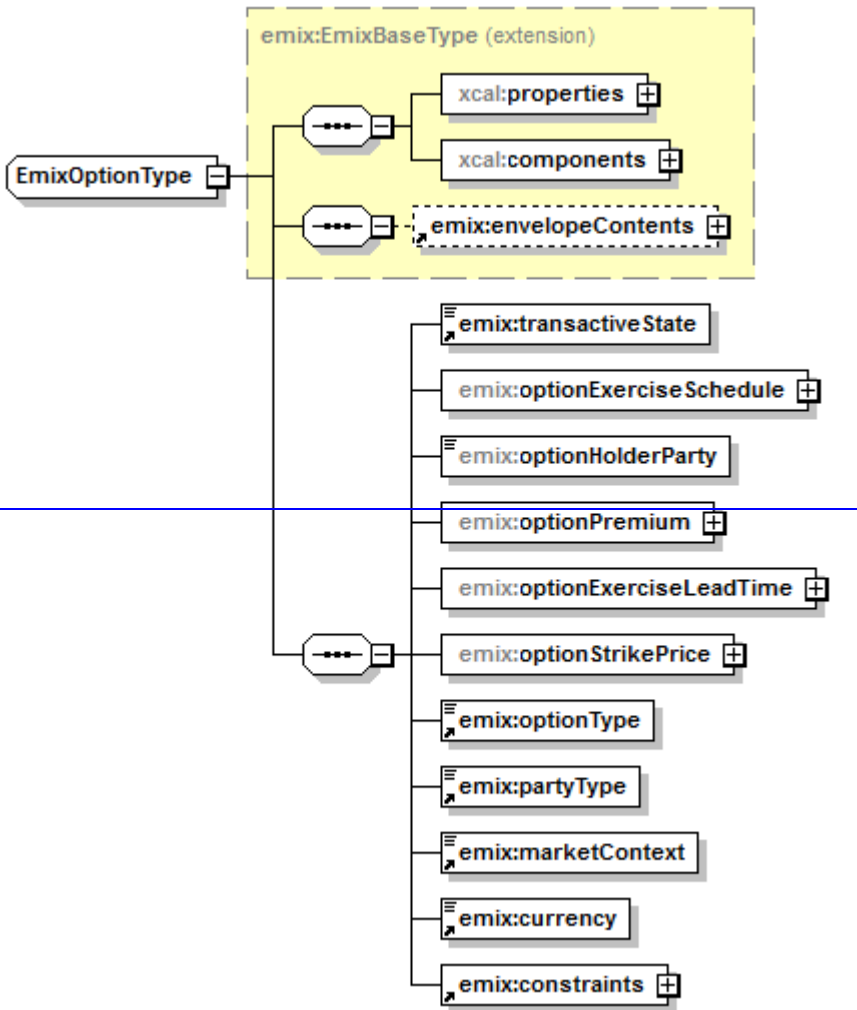 emix:EmixBaseType (extension)
xcal:properties
xcal:components
EmixOptionType
emix:envelopeContents
emix:transactiveState
emix:optionExerciseSchedule
emix:optionHolderParty
emix:optionPremium
emix:optionExerciseLeadTime
emix:optionStrikePrice
emix:optionType
emix:partyType
emix:marketContext
emix:currency
emix:constraints